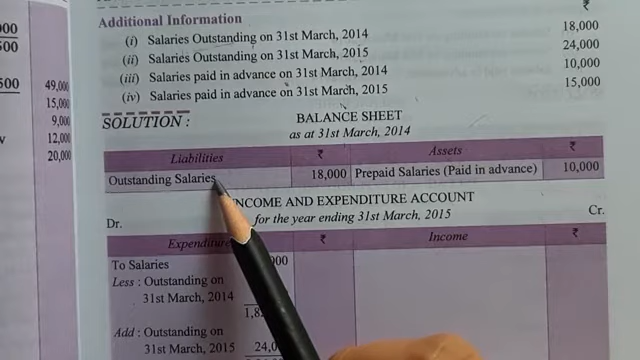 000
500
500
v
49,000
15,000
9,000
12,000
20,000
₹
Additional Information
(i) Salaries Outstanding on 31st March, 2014 18,000
(ii) Salaries Outstanding on 31st March, 2015 24,000
(iii) Salaries paid in advance on 31st March, 2014 10,000
(iv) Salaries paid in advance on 31st March, 2015 15,000
SOLUTION :
BALANCE SHEET
as at 31st March, 2014
Liabilities ₹ Assets ₹
Outstanding Salaries 18,000 Prepaid Salaries (Paid in advance) 10,000
INCOME AND EXPENDITURE ACCOUNT
Dr. for the year ending 31st March, 2015 Cr.
Expenditure ₹ Income ₹
To Salaries
Less : Outstanding on
31st March, 2014
Add : Outstanding on
31st March, 2015